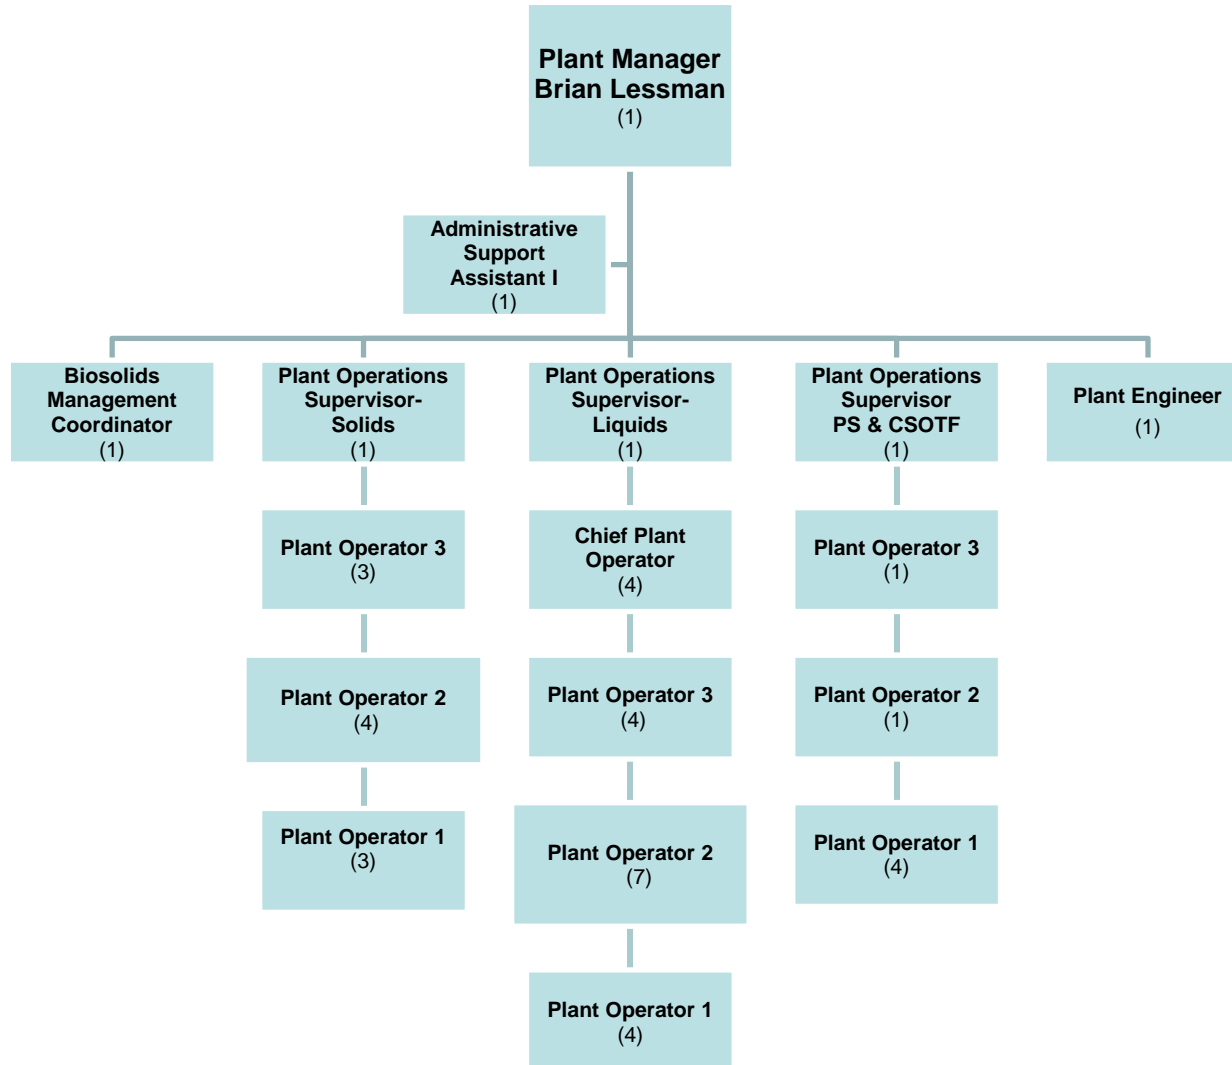 Plant Manager
Brian Lessman
(1)
Administrative
Support
Assistant I
(1)
Biosolids
Management
Coordinator
(1)
Plant Operations
Supervisor-
Solids
(1)
Plant Operations
Supervisor-
Liquids
(1)
Plant Operations
Supervisor
PS & CSOTF
(1)
Plant Engineer
(1)
Plant Operator 3
(3)
Chief Plant
Operator
(4)
Plant Operator 3
(1)
Plant Operator 2
(4)
Plant Operator 3
(4)
Plant Operator 2
(1)
Plant Operator 1
(3)
Plant Operator 2
(7)
Plant Operator 1
(4)
Plant Operator 1
(4)